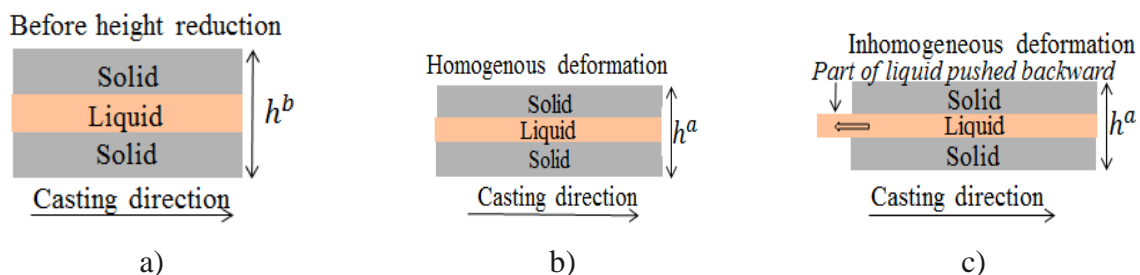 Before height reduction
Solid
Liquid
Solid
h^b
Casting direction
a)
Homogenous deformation
Solid
Liquid
Solid
h^a
Casting direction
b)
Inhomogeneous deformation
Part of liquid pushed backward
Solid
Liquid
Solid
h^a
Casting direction
c)